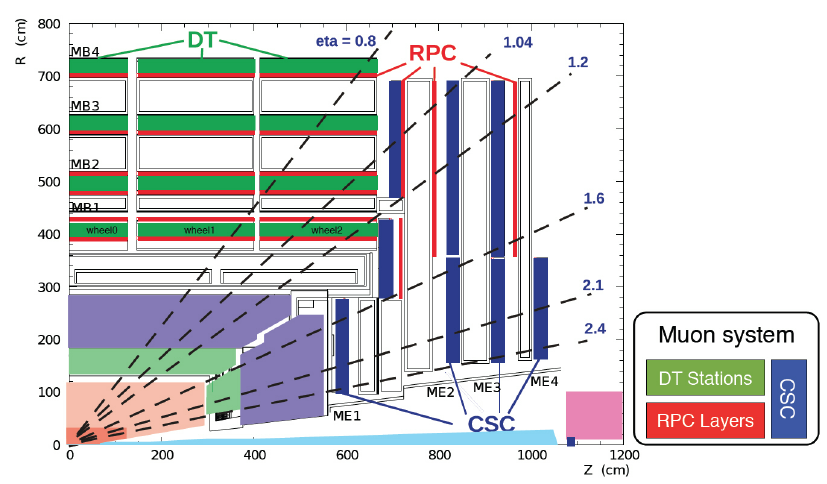 R (cm)
800
700
600
500
400
300
200
100
0
MB4
DT
eta = 0.8
RPC
1.04
1.2
MB3
MB2
MB1
wheel0 wheel1 wheel2
1.6
2.1
2.4
ME1
ME2
ME3
ME4
CSC
0 200 400 600 800 1000 1200
Z (cm)
Muon system
DT Stations
RPC Layers
CSC